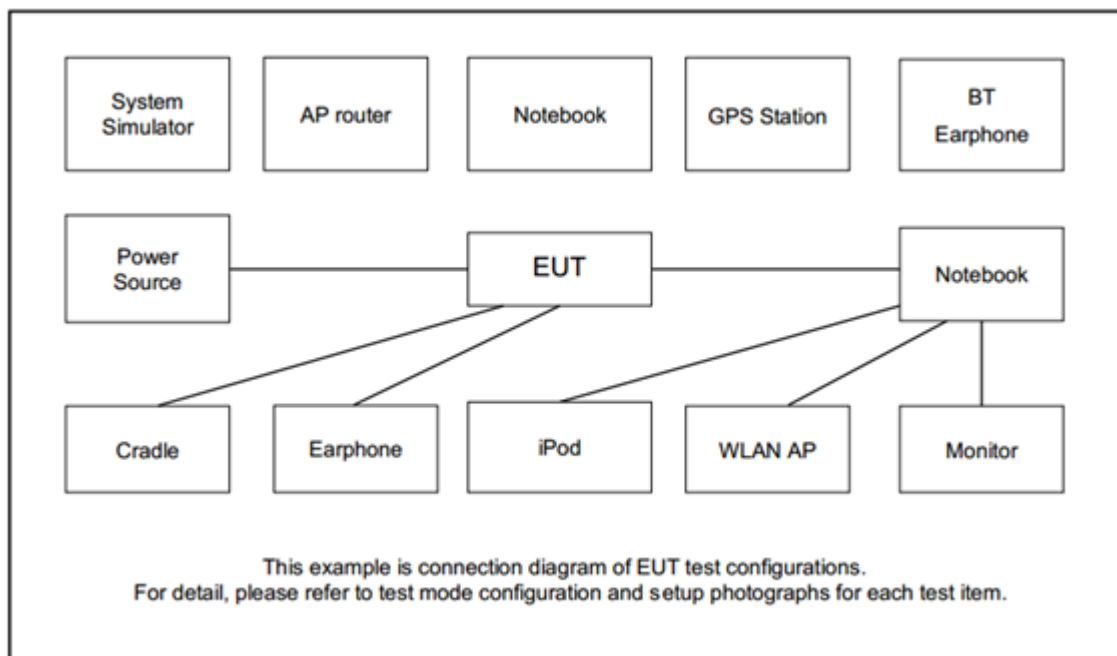 System
Simulator
AP router
Notebook
GPS Station
BT
Earphone
Power
Source
EUT
Notebook
Cradle
Earphone
iPod
WLAN AP
Monitor
This example is connection diagram of EUT test configurations.
For detail, please refer to test mode configuration and setup photographs for each test item.